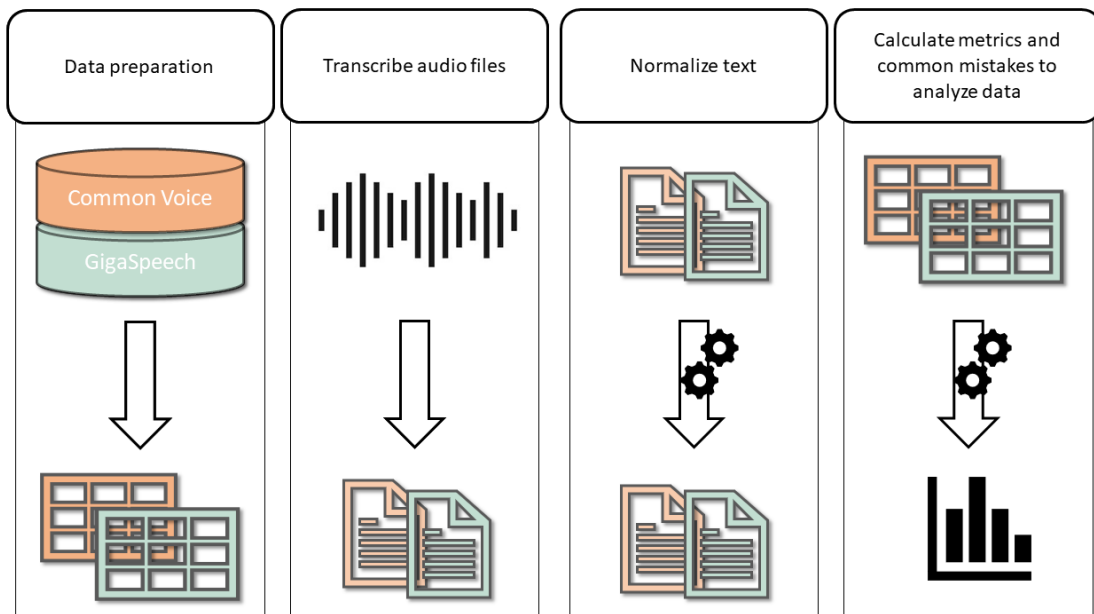 Data preparation
Transcribe audio files
Normalize text
Calculate metrics and
common mistakes to
analyze data
Common Voice
GigaSpeech